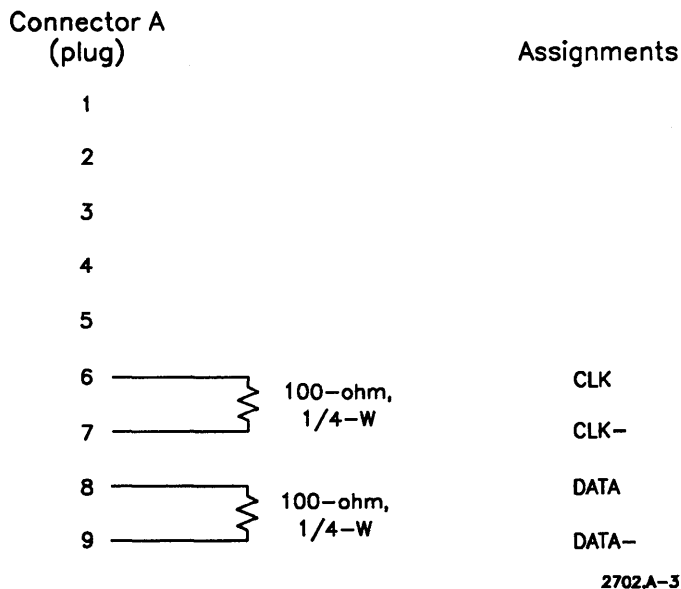 Connector A
(plug)
Assignments
1
2
3
4
5
6
100-ohm,
1/4-W
CLK
7
CLK-
8
100-ohm,
1/4-W
DATA
9
DATA-
2702.A-3